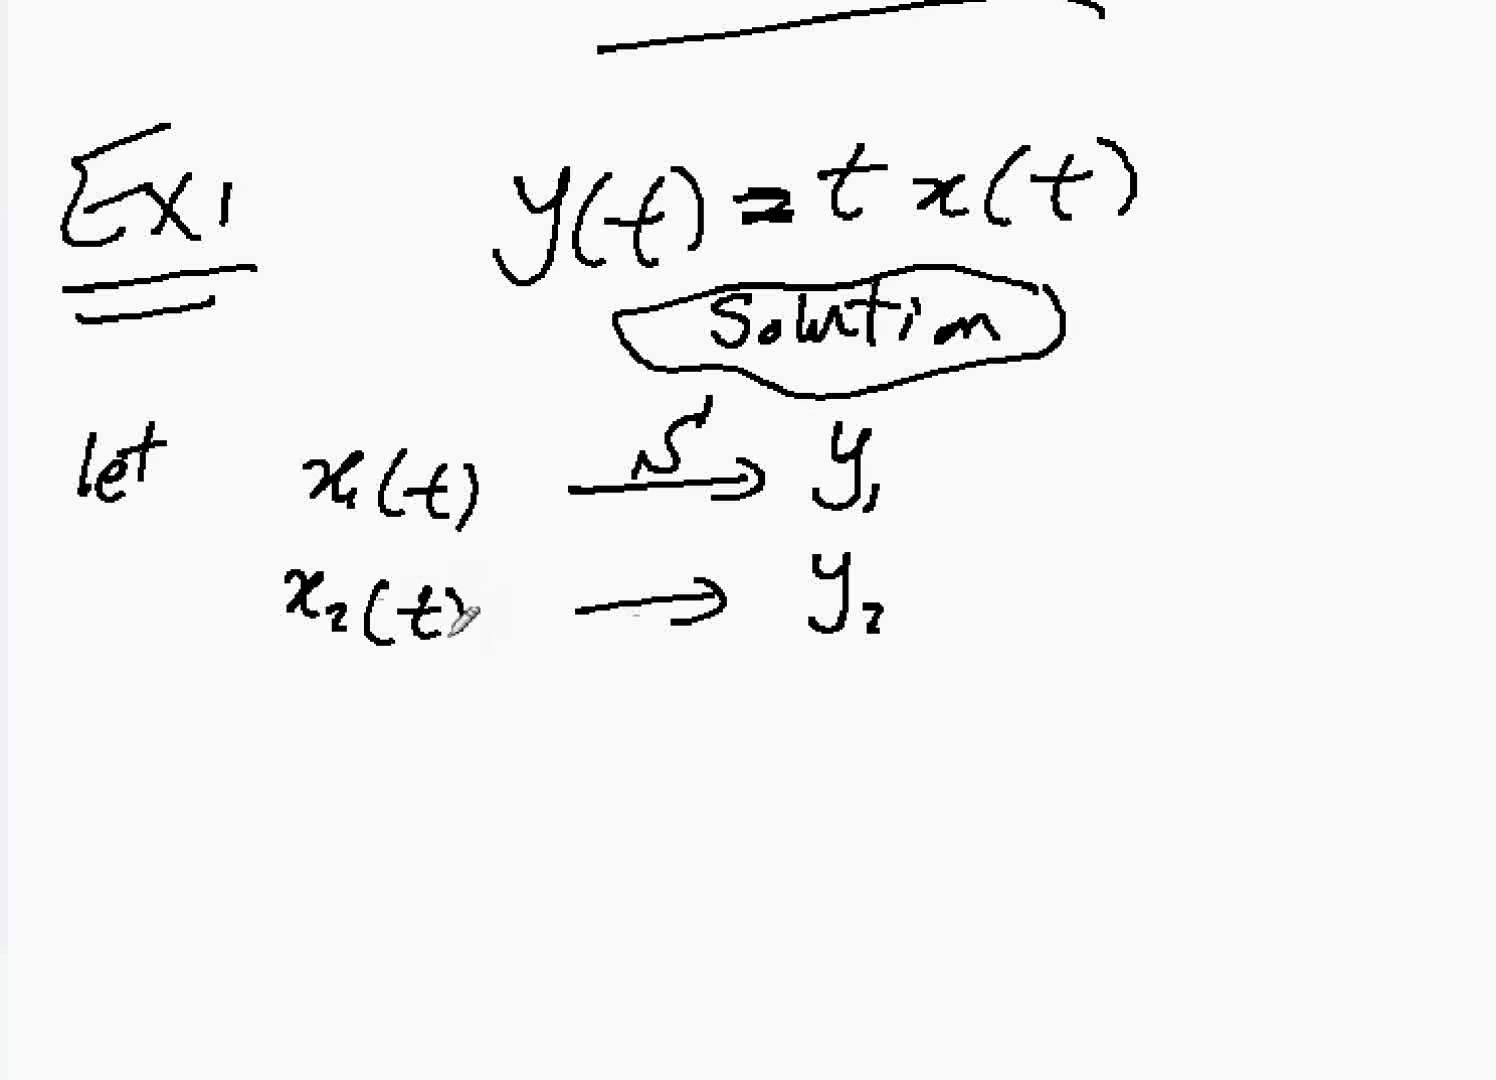 Ex1
y(t) = t x(t)
Solution
let x₁(t) S → y₁
x₂(t) → y₂